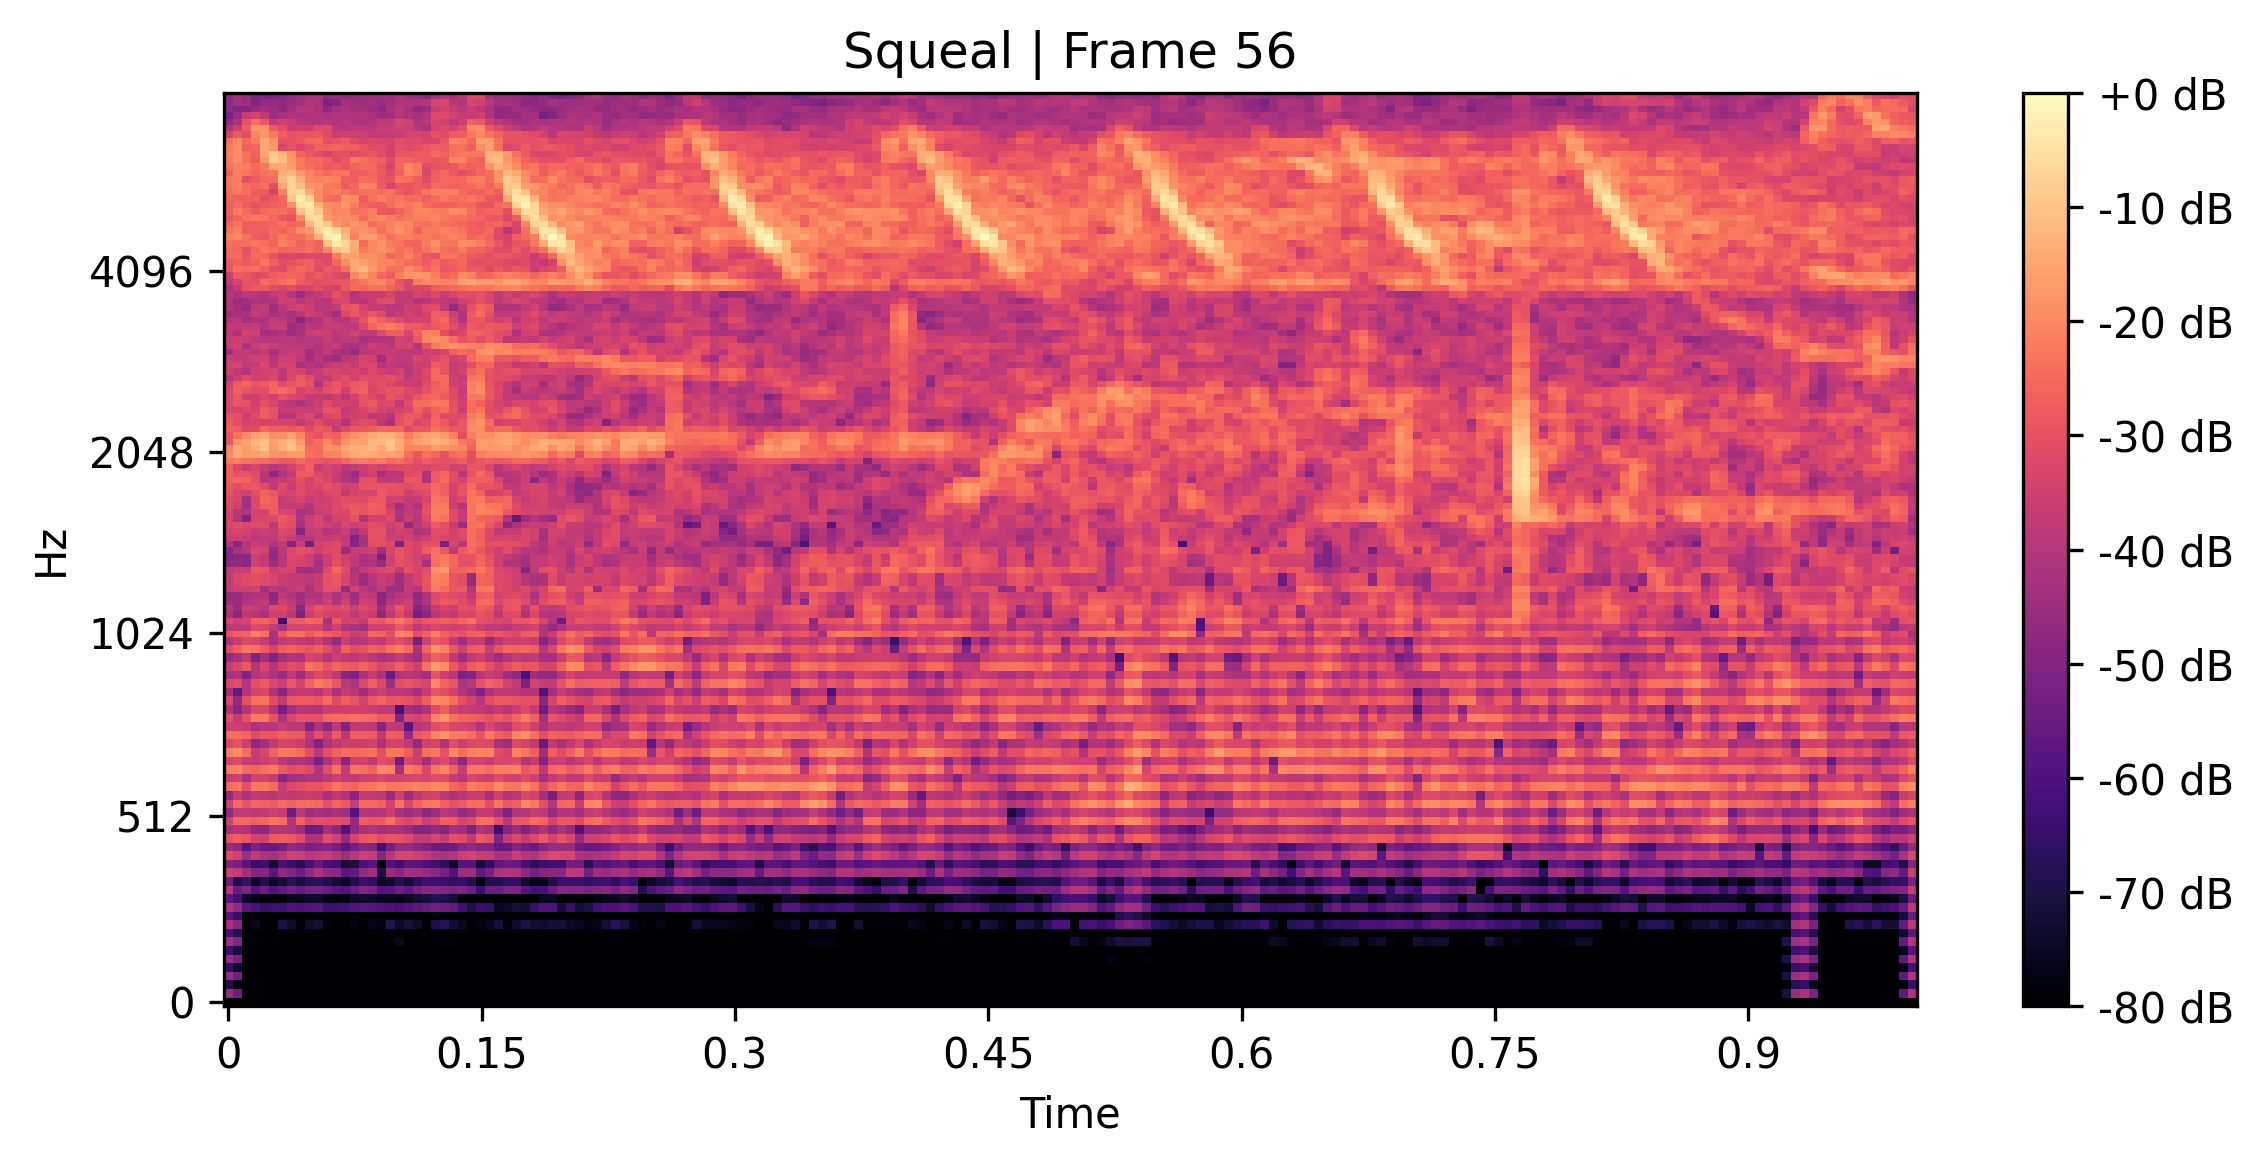 Squeal | Frame 56
+0 dB
-10 dB
-20 dB
-30 dB
-40 dB
-50 dB
-60 dB
-70 dB
-80 dB
Hz
4096
2048
1024
512
0
0 0.15 0.3 0.45 0.6 0.75 0.9
Time